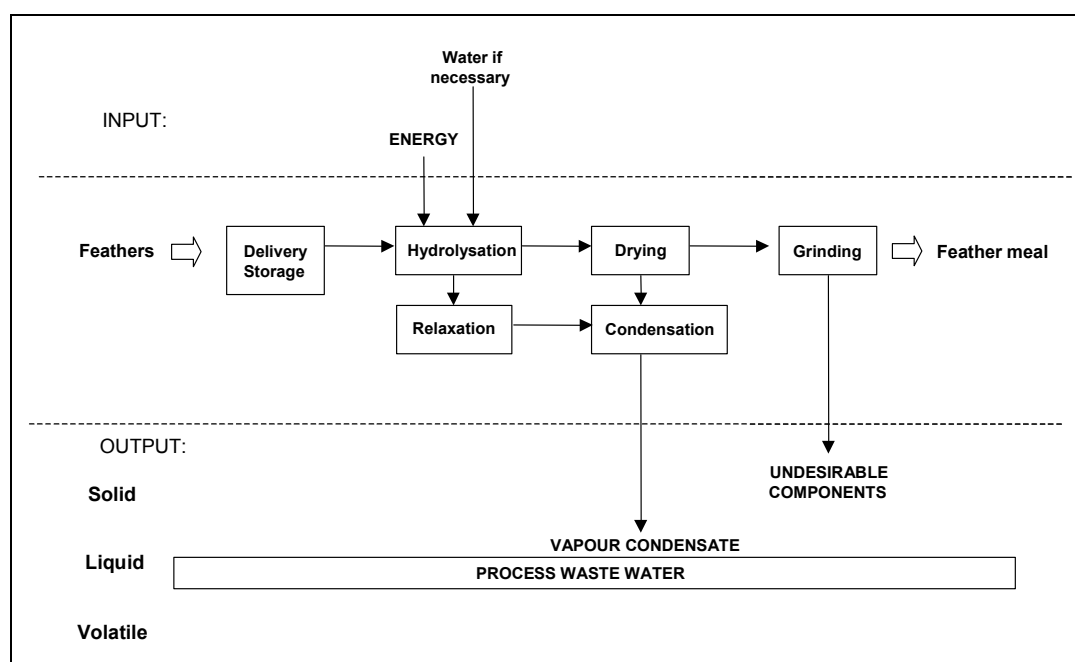 Water if
necessary
INPUT:
ENERGY
Feathers
Delivery
Storage
Hydrolysation
Drying
Grinding
Feather meal
Relaxation
Condensation
OUTPUT:
Solid
UNDESIRABLE
COMPONENTS
VAPOUR CONDENSATE
Liquid
PROCESS WASTE WATER
Volatile